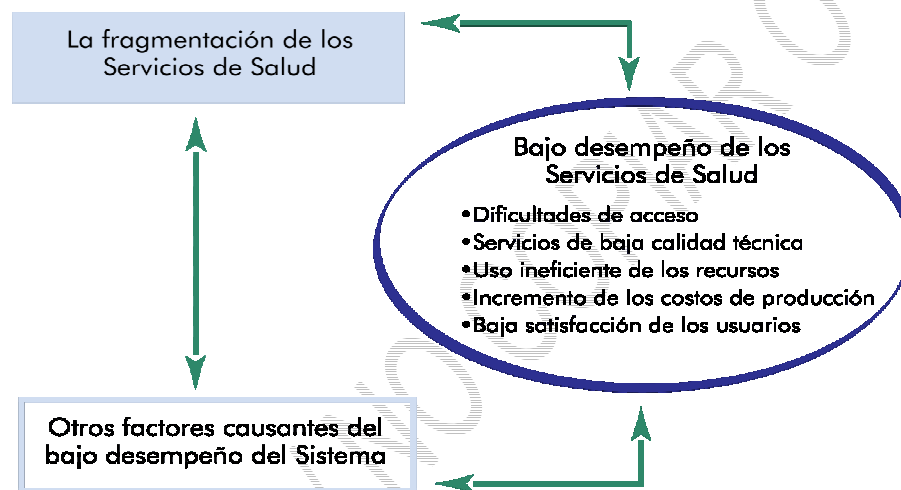 La fragmentación de los
Servicios de Salud
Bajo desempeño de los
Servicios de Salud
•Dificultades de acceso
•Servicios de baja calidad técnica
•Uso ineficiente de los recursos
•Incremento de los costos de producción
•Baja satisfacción de los usuarios
Otros factores causantes del
bajo desempeño del Sistema